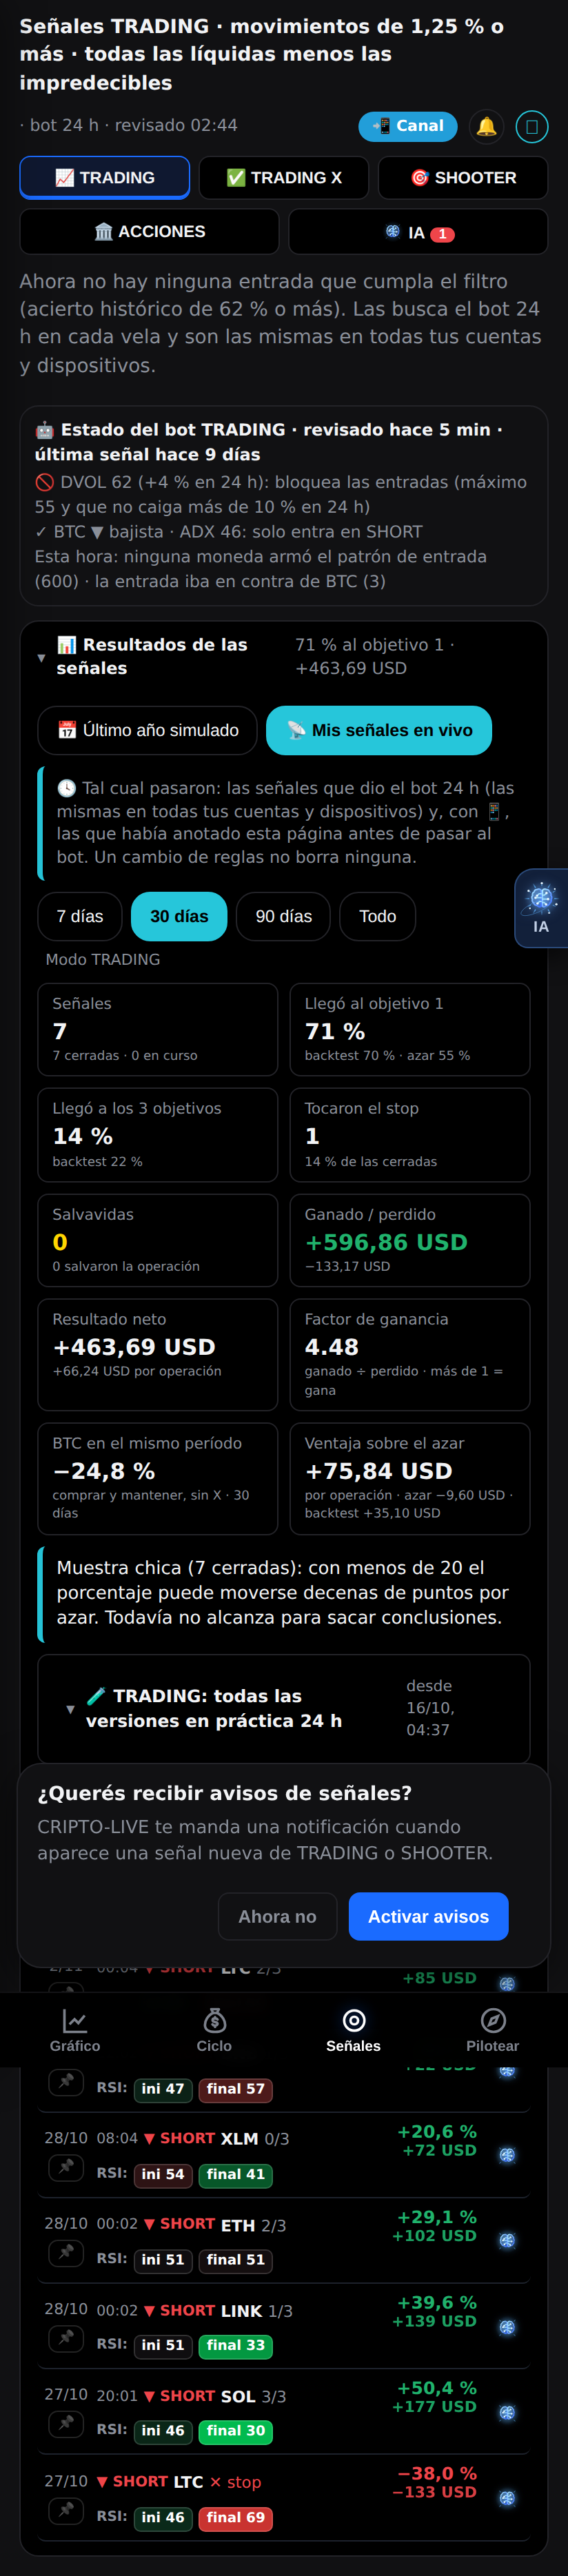 Señales TRADING · movimientos de 1,25 % o
más · todas las líquidas menos las
impredecibles
· bot 24 h · revisado 02:44
📲 Canal 🔔
📈 TRADING ✅ TRADING X 🎯 SHOOTER
🏛️ ACCIONES IA 1
Ahora no hay ninguna entrada que cumpla el filtro
(acierto histórico de 62 % o más). Las busca el bot 24
h en cada vela y son las mismas en todas tus cuentas
y dispositivos.
🤖 Estado del bot TRADING · revisado hace 5 min ·
última señal hace 9 días
🚫 DVOL 62 (+4 % en 24 h): bloquea las entradas (máximo
55 y que no caiga más de 10 % en 24 h)
✓ BTC ▼ bajista · ADX 46: solo entra en SHORT
Esta hora: ninguna moneda armó el patrón de entrada
(600) · la entrada iba en contra de BTC (3)
▼ 📊 Resultados de las
señales
71 % al objetivo 1 ·
+463,69 USD
📅 Último año simulado 📡 Mis señales en vivo
🕓 Tal cual pasaron: las señales que dio el bot 24 h (las
mismas en todas tus cuentas y dispositivos) y, con 📱,
las que había anotado esta página antes de pasar al
bot. Un cambio de reglas no borra ninguna.
IA
7 días 30 días 90 días Todo
Modo TRADING
Señales
7
7 cerradas · 0 en curso
Llegó al objetivo 1
71 %
backtest 70 % · azar 55 %
Llegó a los 3 objetivos
14 %
backtest 22 %
Tocaron el stop
1
14 % de las cerradas
Salvavidas
0
0 salvaron la operación
Ganado / perdido
+596,86 USD
−133,17 USD
Resultado neto
+463,69 USD
+66,24 USD por operación
Factor de ganancia
4.48
ganado ÷ perdido · más de 1 =
gana
BTC en el mismo período
−24,8 %
comprar y mantener, sin X · 30
días
Ventaja sobre el azar
+75,84 USD
por operación · azar −9,60 USD ·
backtest +35,10 USD
Muestra chica (7 cerradas): con menos de 20 el
porcentaje puede moverse decenas de puntos por
azar. Todavía no alcanza para sacar conclusiones.
▼ 🧪 TRADING: todas las
versiones en práctica 24 h
desde
16/10,
04:37
¿Querés recibir avisos de señales?
CRIPTO-LIVE te manda una notificación cuando
aparece una señal nueva de TRADING o SHOOTER.
Ahora no Activar avisos
2/11 00:04 ▼ SHORT LTC 2/3
+85 USD
Gráfico Ciclo Señales Pilotear
+22 USD
📌 RSI: ini 47 final 57
28/10 08:04 ▼ SHORT XLM 0/3 +20,6 %
+72 USD
📌 RSI: ini 54 final 41
28/10 00:02 ▼ SHORT ETH 2/3 +29,1 %
+102 USD
📌 RSI: ini 51 final 51
28/10 00:02 ▼ SHORT LINK 1/3 +39,6 %
+139 USD
📌 RSI: ini 51 final 33
27/10 20:01 ▼ SHORT SOL 3/3 +50,4 %
+177 USD
📌 RSI: ini 46 final 30
27/10 ▼ SHORT LTC ✕ stop −38,0 %
−133 USD
📌 RSI: ini 46 final 69